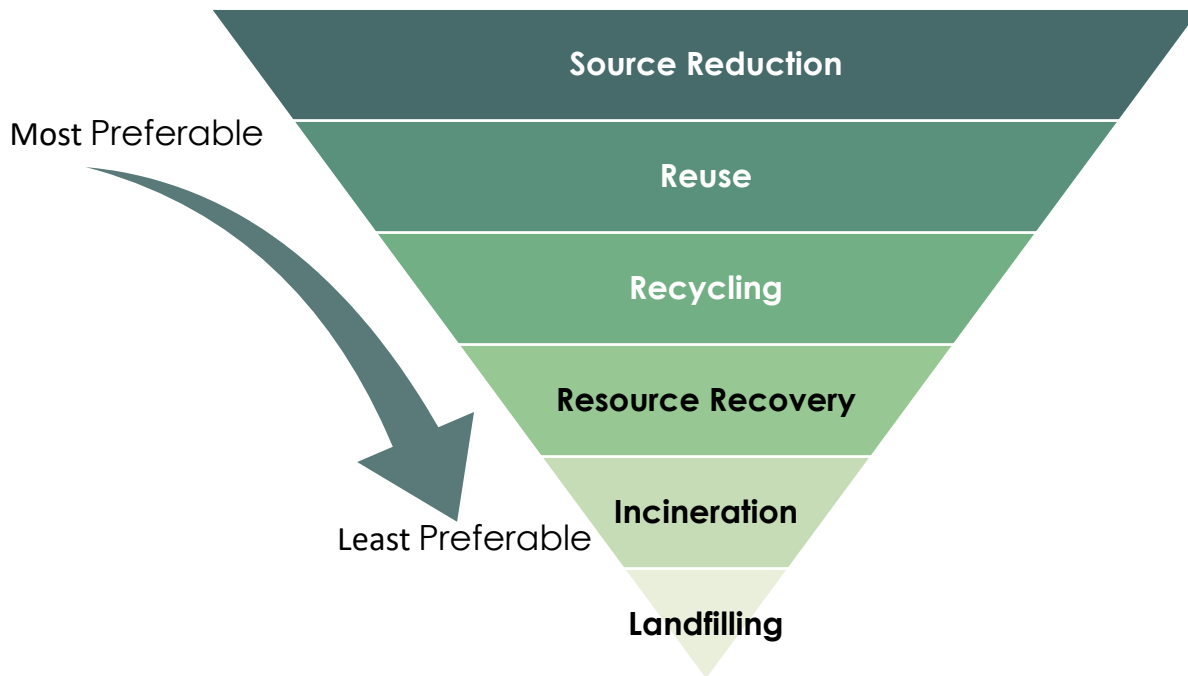 Source Reduction
Most Preferable
Reuse
Recycling
Resource Recovery
Incineration
Least Preferable
Landfilling